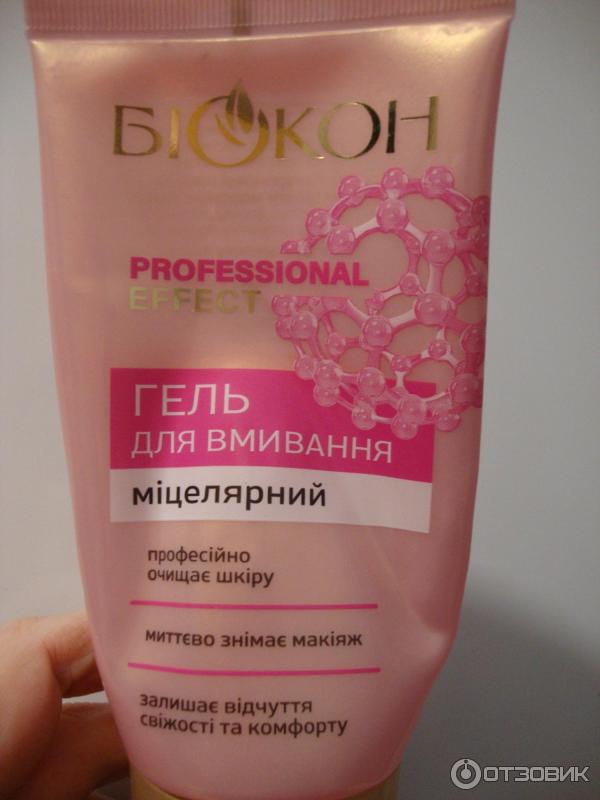 БІОКОН
PROFESSIONAL
EFFECT
ГЕЛЬ
ДЛЯ ВМИВАННЯ
міцелярний
професійно
очищає шкіру
миттєво знімає макіяж
залишає відчуття
свіжості та комфорту
ОТЗОВИК